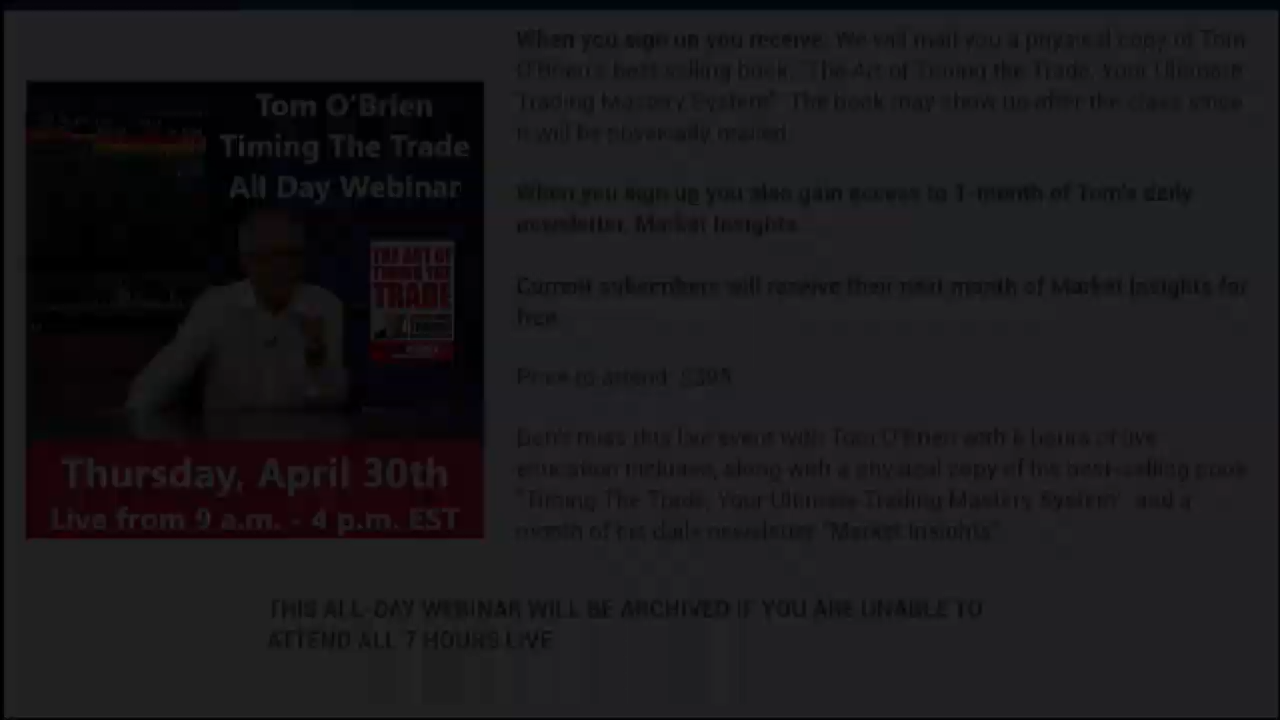 Tom O'Brien
Timing The Trade
All Day Webinar
THE ART OF
TIMING THE
TRADE
Thursday, April 30th
Live from 9 a.m. - 4 p.m. EST
When you sign up you receive: We will mail you a physical copy of Tom
O'Brien's best selling book, "The Art of Timing the Trade, Your Ultimate
Trading Mastery System". The book may show up after the class since
it will be physically mailed.
When you sign up you also gain access to 1-month of Tom's daily
newsletter, Market Insights.
Current subscribers will receive their next month of Market Insights for
free.
Price to attend: $395
Don't miss this live event with Tom O'Brien with 6 hours of live
education included, along with a physical copy of his best-selling book
"Timing The Trade, Your Ultimate Trading Mastery System", and a
month of his daily newsletter "Market Insights".
THIS ALL-DAY WEBINAR WILL BE ARCHIVED IF YOU ARE UNABLE TO
ATTEND ALL 7 HOURS LIVE